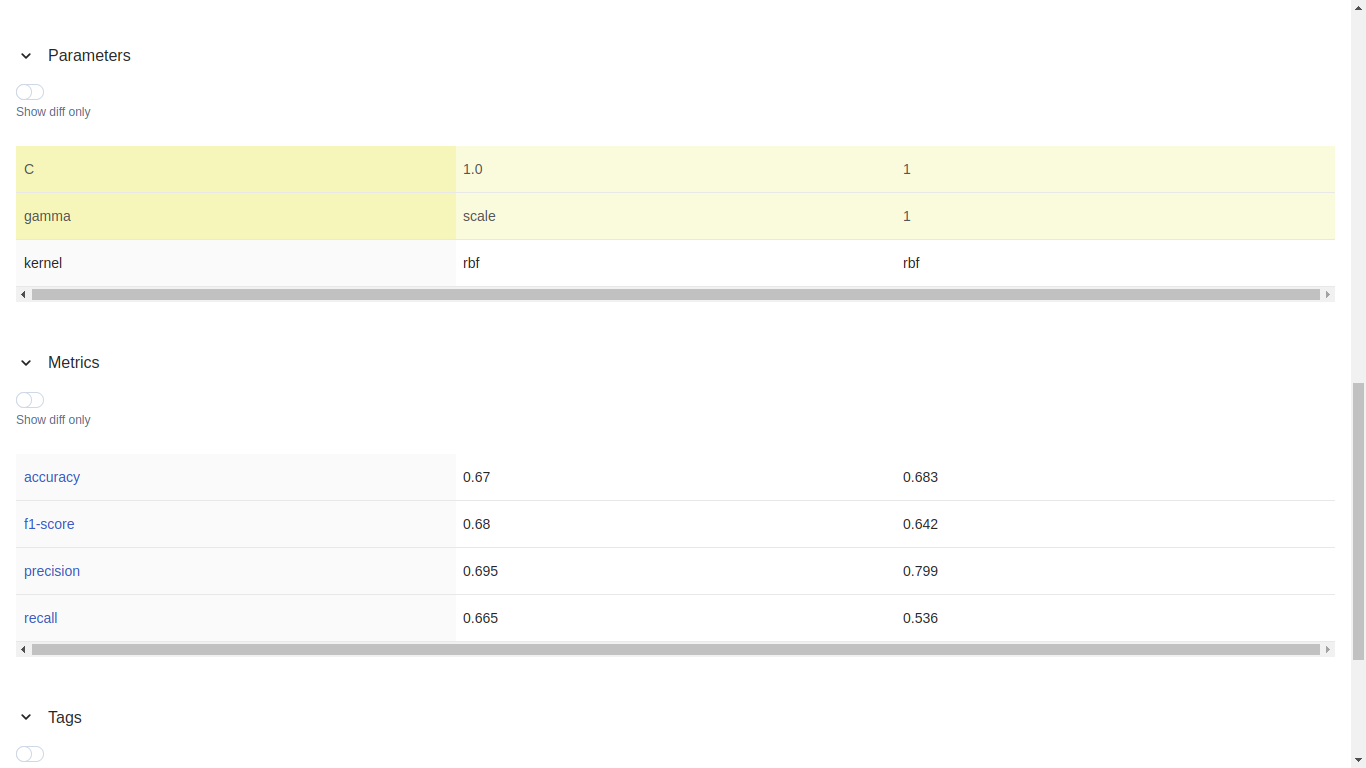 Parameters
Show diff only
C 1.0 1
gamma scale 1
kernel rbf rbf
Metrics
Show diff only
accuracy 0.67 0.683
f1-score 0.68 0.642
precision 0.695 0.799
recall 0.665 0.536
Tags